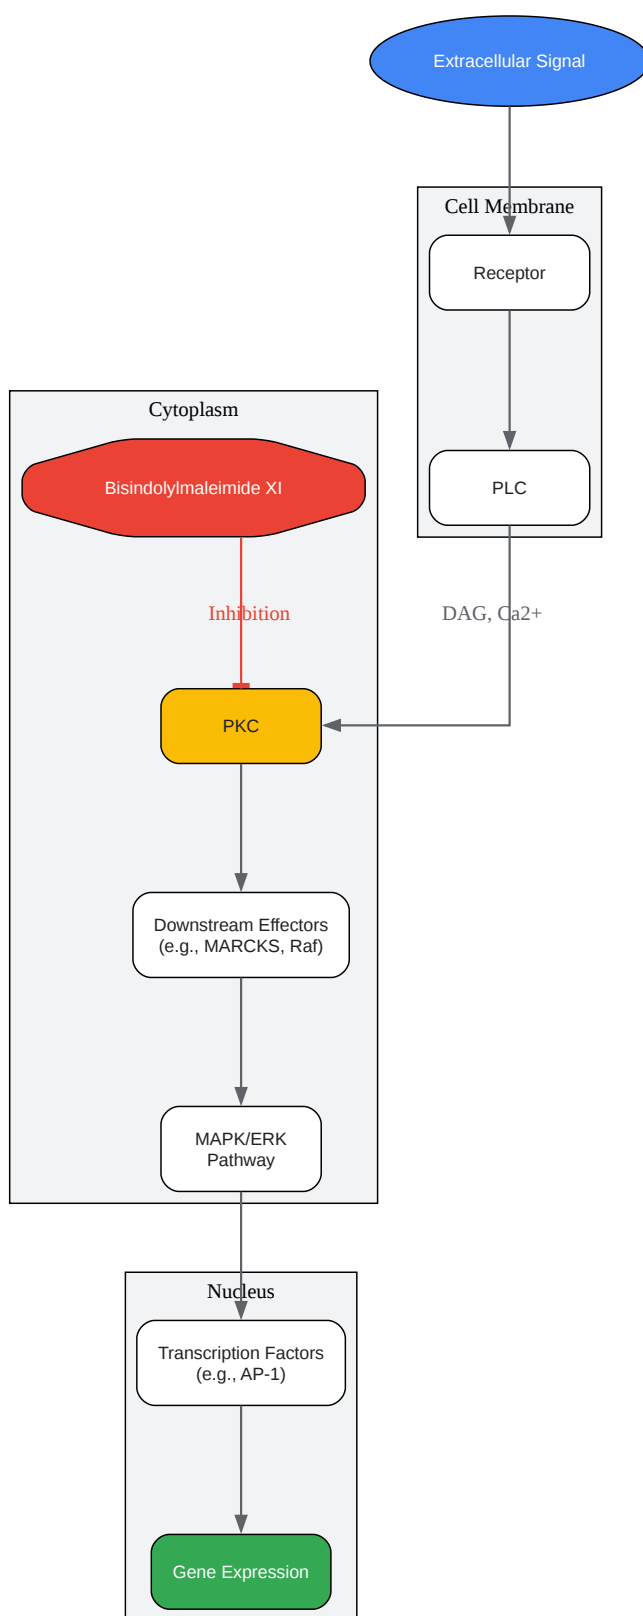 Extracellular Signal
Cell Membrane
Receptor
Cytoplasm
Bisindolylmaleimide XI
PLC
Inhibition
DAG, Ca2+
PKC
Downstream Effectors
(e.g., MARCKS, Raf)
MAPK/ERK
Pathway
Nucleus
Transcription Factors
(e.g., AP-1)
Gene Expression